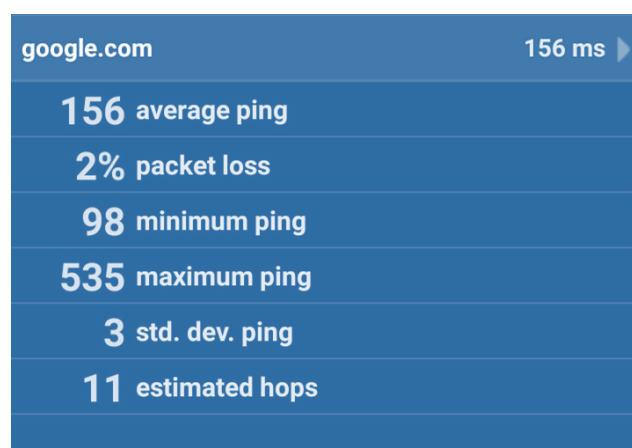 google.com 156 ms
156 average ping
2% packet loss
98 minimum ping
535 maximum ping
3 std. dev. ping
11 estimated hops